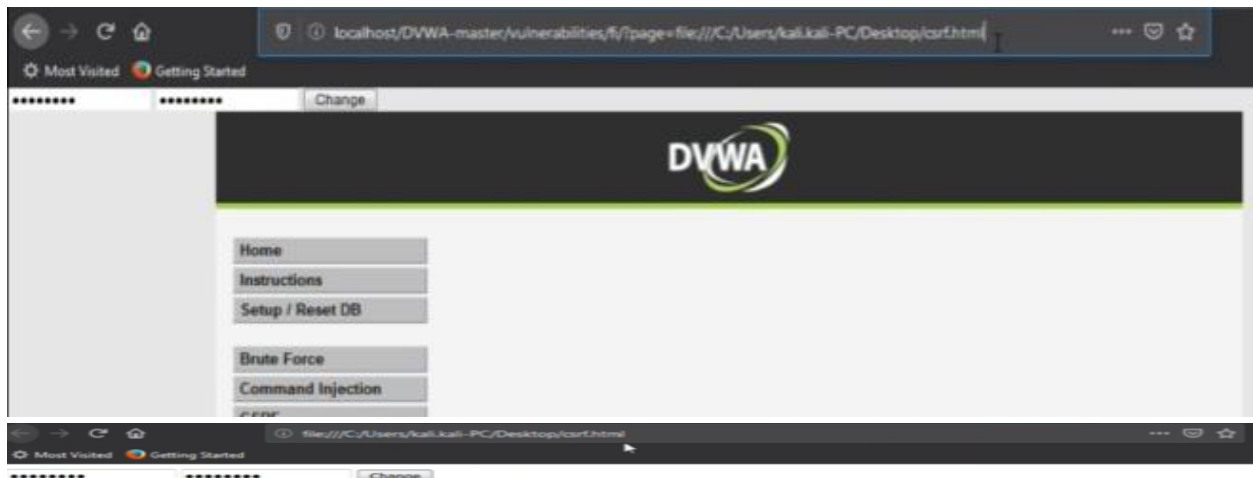 localhost/DVWA-master/vulnerabilities/fi/?page=file:///C:/Users/kali.kali-PC/Desktop/csrf.html
Most Visited Getting Started
•••••••• •••••••• Change
DVWA
Home
Instructions
Setup / Reset DB
Brute Force
Command Injection
CSRF
file:///C:/Users/kali.kali-PC/Desktop/csrf.html
Most Visited Getting Started
•••••••• •••••••• Change